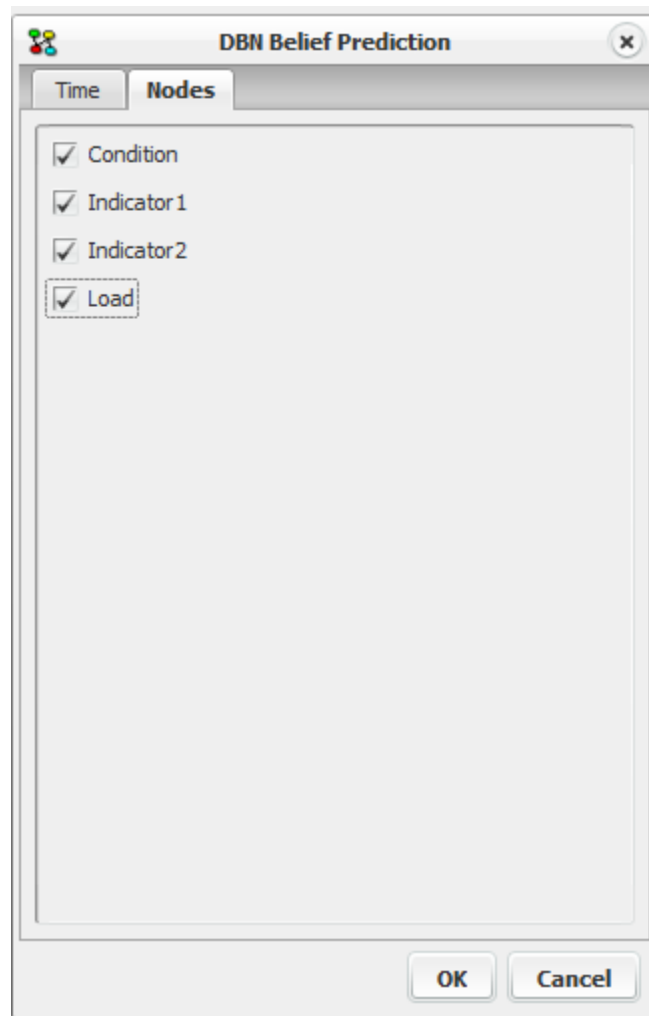 DBN Belief Prediction
Time Nodes
Condition
Indicator1
Indicator2
Load
OK Cancel